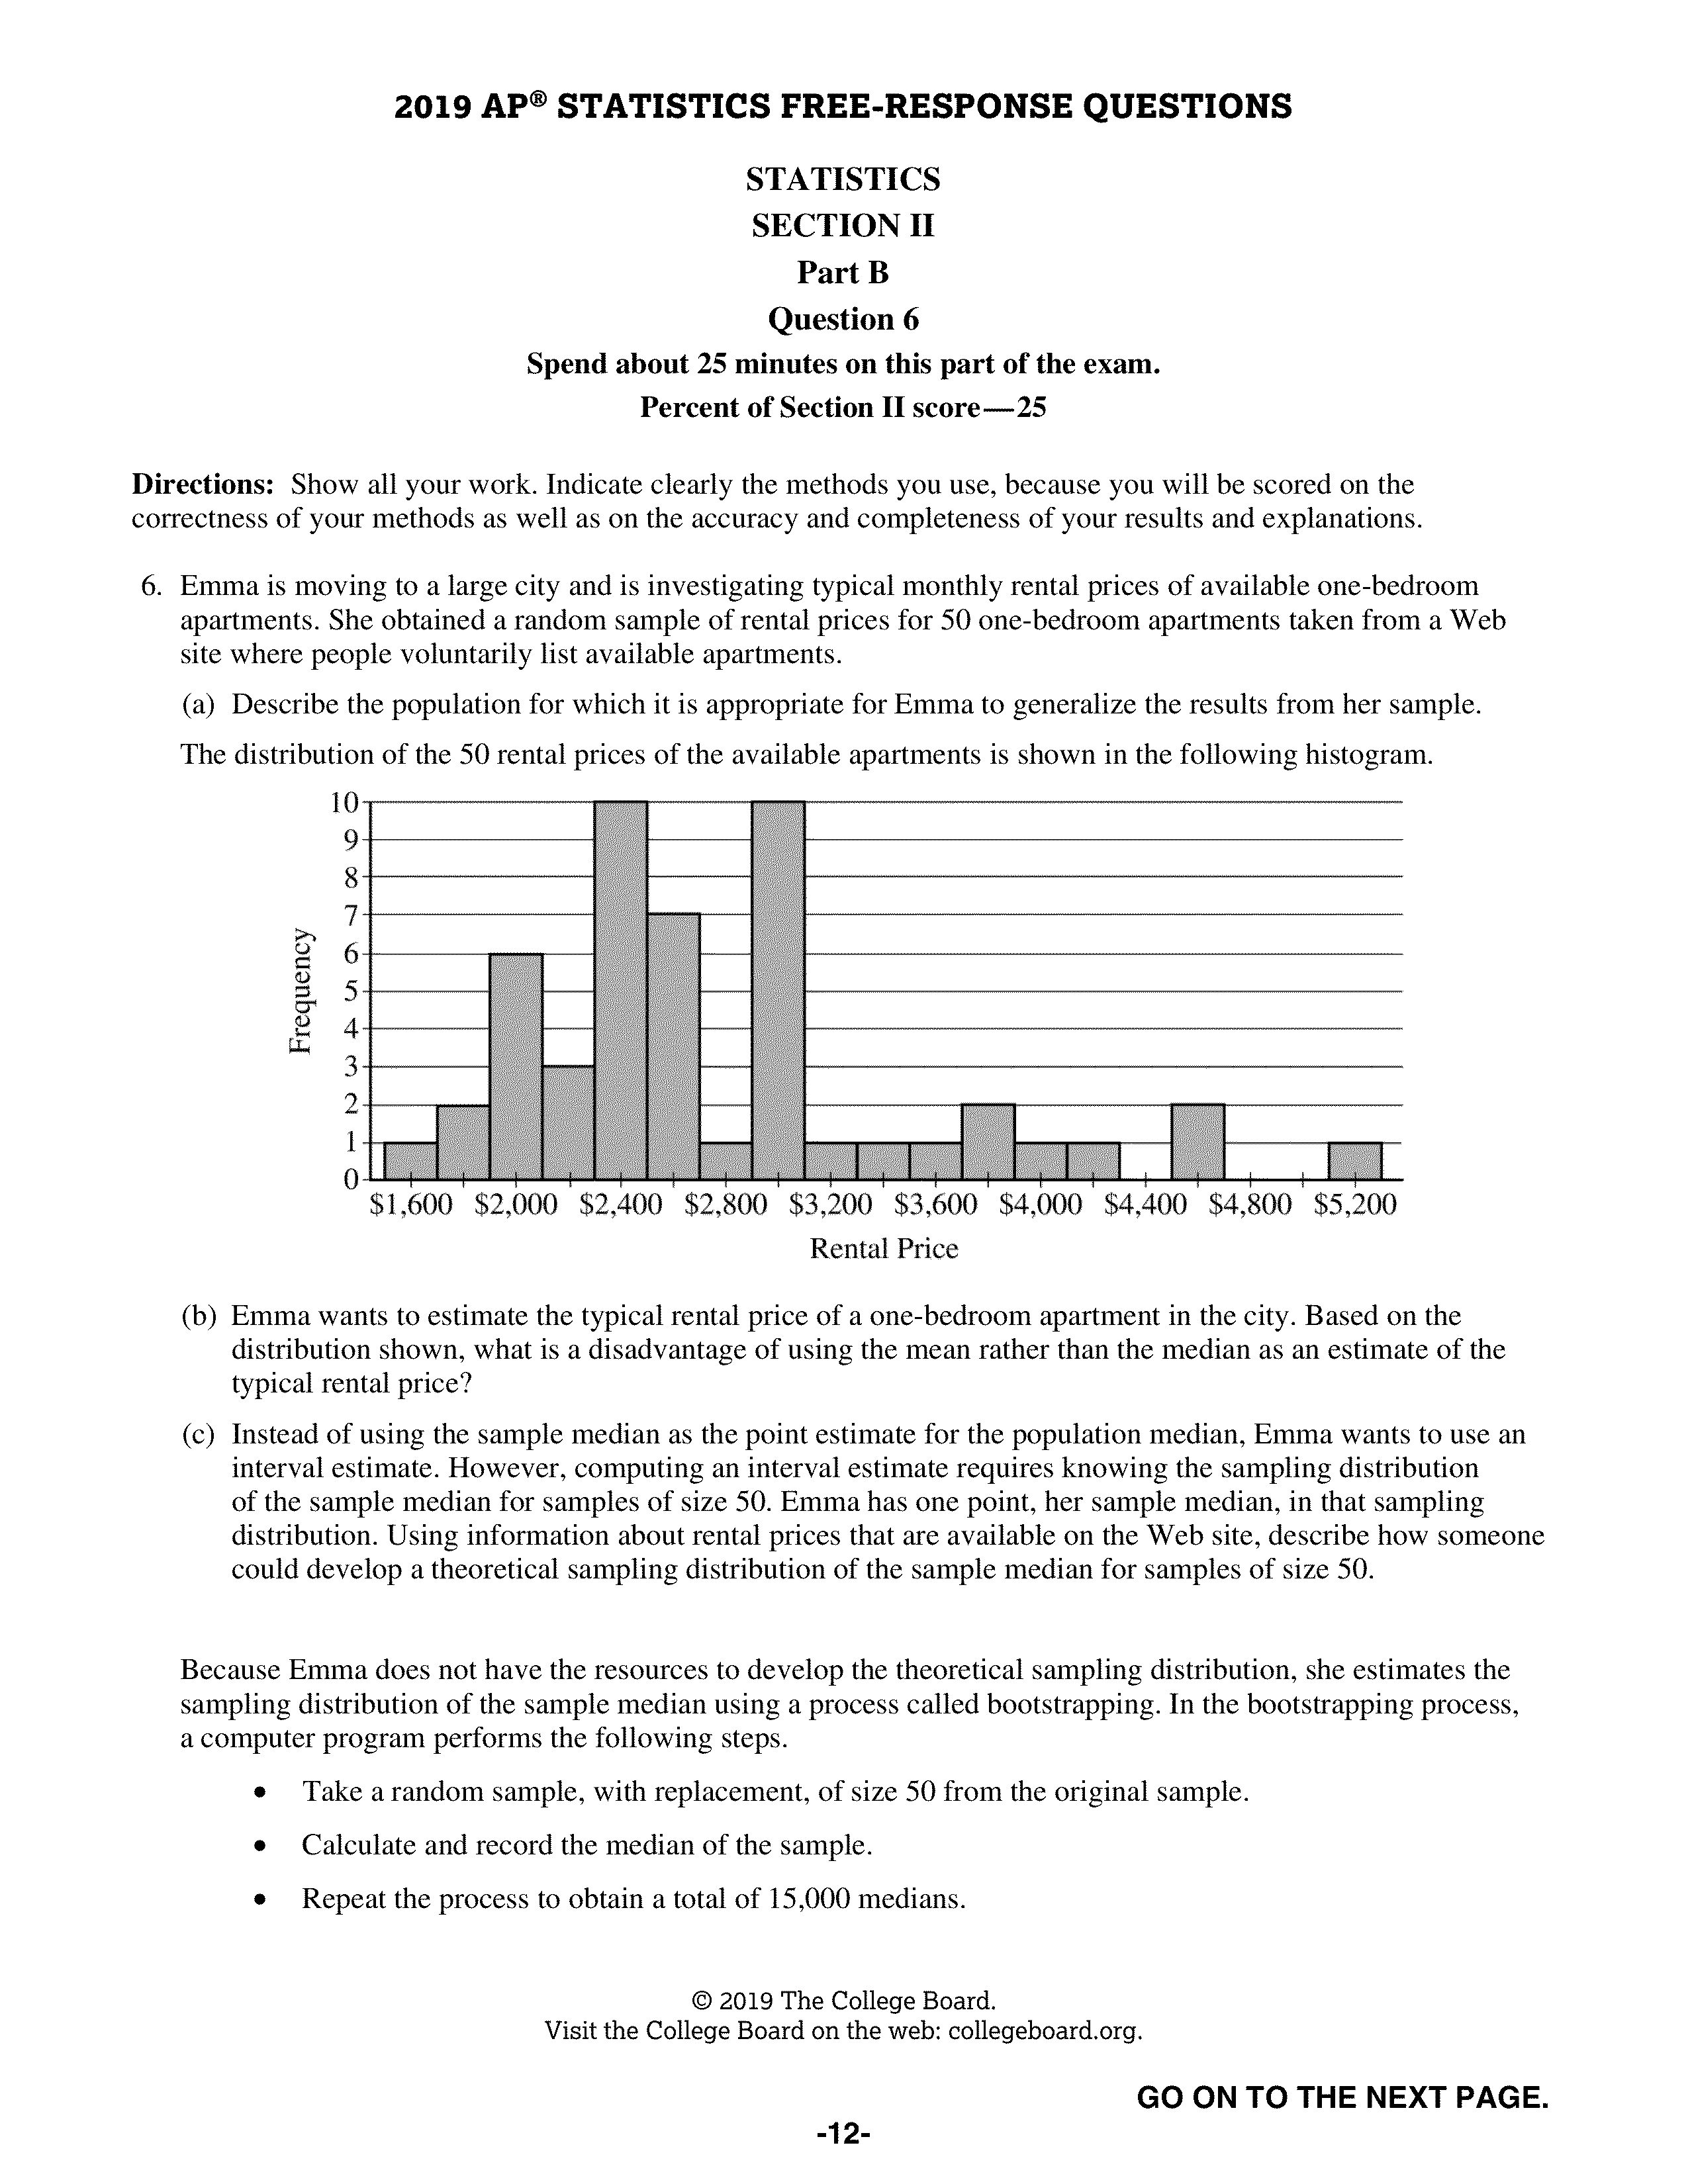 2019 AP® STATISTICS FREE-RESPONSE QUESTIONS
STATISTICS
SECTION II
Part B
Question 6
Spend about 25 minutes on this part of the exam.
Percent of Section II score—25
Directions: Show all your work. Indicate clearly the methods you use, because you will be scored on the
correctness of your methods as well as on the accuracy and completeness of your results and explanations.
6. Emma is moving to a large city and is investigating typical monthly rental prices of available one-bedroom
apartments. She obtained a random sample of rental prices for 50 one-bedroom apartments taken from a Web
site where people voluntarily list available apartments.
(a) Describe the population for which it is appropriate for Emma to generalize the results from her sample.
The distribution of the 50 rental prices of the available apartments is shown in the following histogram.
10
9
8
7
6
5
4
3
2
1
0
Frequency
$1,600 $2,000 $2,400 $2,800 $3,200 $3,600 $4,000 $4,400 $4,800 $5,200
Rental Price
(b) Emma wants to estimate the typical rental price of a one-bedroom apartment in the city. Based on the
distribution shown, what is a disadvantage of using the mean rather than the median as an estimate of the
typical rental price?
(c) Instead of using the sample median as the point estimate for the population median, Emma wants to use an
interval estimate. However, computing an interval estimate requires knowing the sampling distribution
of the sample median for samples of size 50. Emma has one point, her sample median, in that sampling
distribution. Using information about rental prices that are available on the Web site, describe how someone
could develop a theoretical sampling distribution of the sample median for samples of size 50.
Because Emma does not have the resources to develop the theoretical sampling distribution, she estimates the
sampling distribution of the sample median using a process called bootstrapping. In the bootstrapping process,
a computer program performs the following steps.
• Take a random sample, with replacement, of size 50 from the original sample.
• Calculate and record the median of the sample.
• Repeat the process to obtain a total of 15,000 medians.
© 2019 The College Board.
Visit the College Board on the web: collegeboard.org.
GO ON TO THE NEXT PAGE.
-12-